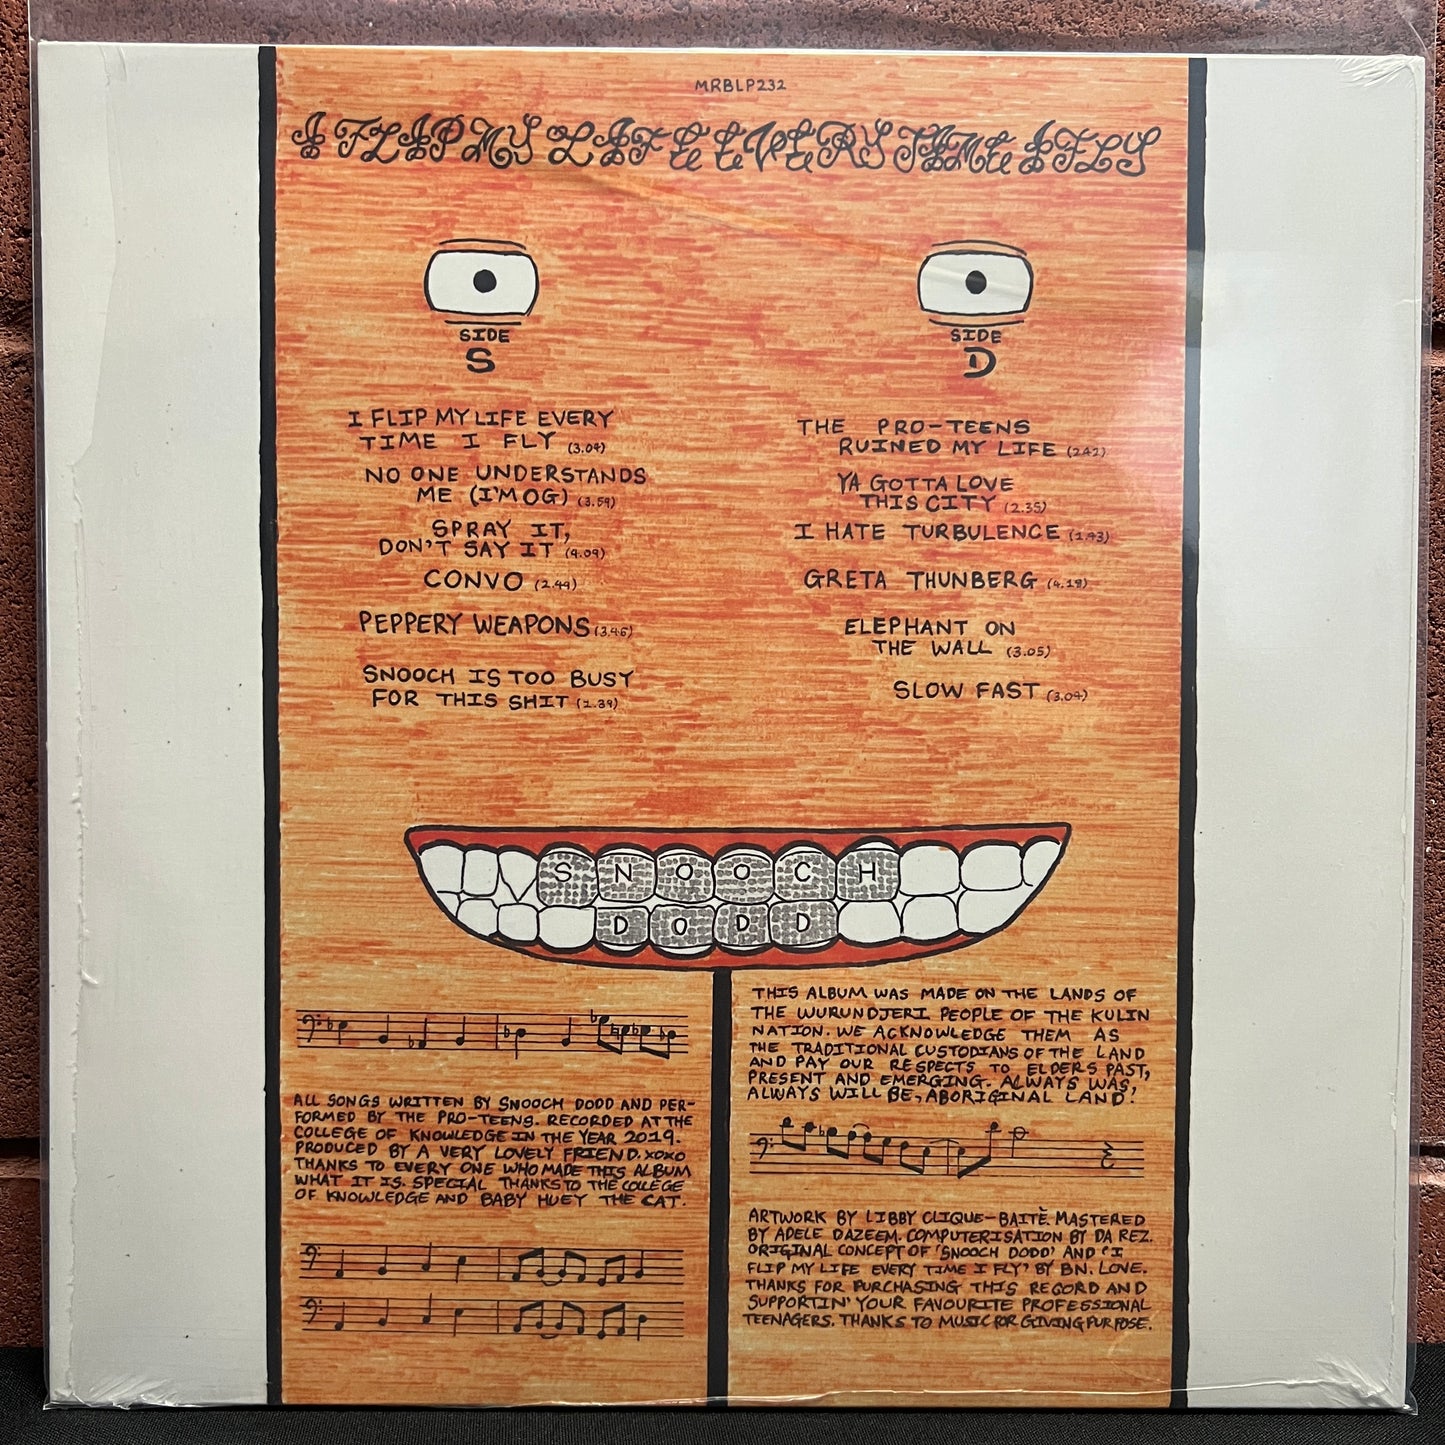 MRBLP232
I FLIP MY LIFE EVERY TIME I FLY
SIDE
S
I FLIP MY LIFE EVERY
TIME I FLY (3.04)
NO ONE UNDERSTANDS
ME (I'M OG) (3.59)
SPRAY IT,
DON'T SAY IT (4.09)
CONVO (2.44)
PEPPERY WEAPONS (3.45)
SNOOCH IS TOO BUSY
FOR THIS SHIT (1.39)
SIDE
D
THE PRO-TEENS
RUINED MY LIFE (2.42)
YA GOTTA LOVE
THIS CITY (2.35)
I HATE TURBULENCE (1.43)
GRETA THUNBERG (4.18)
ELEPHANT ON
THE WALL (3.05)
SLOW FAST (3.04)
SNOOCH
DODD
ALL SONGS WRITTEN BY SNOOCH DODD AND PER-
FORMED BY THE PRO-TEENS. RECORDED AT THE
COLLEGE OF KNOWLEDGE IN THE YEAR 2019.
PRODUCED BY A VERY LOVELY FRIEND. XOXO
THANKS TO EVERY ONE WHO MADE THIS ALBUM
WHAT IT IS. SPECIAL THANKS TO THE COLLEGE
OF KNOWLEDGE AND BABY HUEY THE CAT.
THIS ALBUM WAS MADE ON THE LANDS OF
THE WURUNDJERI PEOPLE OF THE KULIN
NATION. WE ACKNOWLEDGE THEM AS
THE TRADITIONAL CUSTODIANS OF THE LAND
AND PAY OUR RESPECTS TO ELDERS PAST,
PRESENT AND EMERGING. ALWAYS WAS,
ALWAYS WILL BE, ABORIGINAL LAND!
ARTWORK BY LIBBY CLIQUE-BAITÈ. MASTERED
BY ADELE DAZEEM. COMPUTERISATION BY DA REZ.
ORIGINAL CONCEPT OF 'SNOOCH DODD' AND 'I
FLIP MY LIFE EVERY TIME I FLY' BY BN. LOVE.
THANKS FOR PURCHASING THIS RECORD AND
SUPPORTIN' YOUR FAVOURITE PROFESSIONAL
TEENAGERS. THANKS TO MUSIC FOR GIVING PURPOSE.